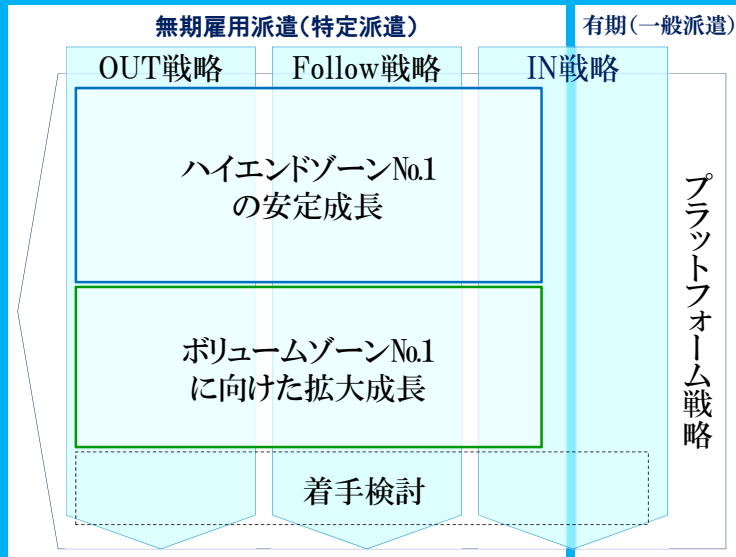 無期雇用派遣(特定派遣)
有期(一般派遣)
OUT戦略
Follow戦略
IN戦略
ハイエンドゾーン№1
の安定成長
ボリュームゾーン№1
に向けた拡大成長
着手検討
プラットフォーム戦略